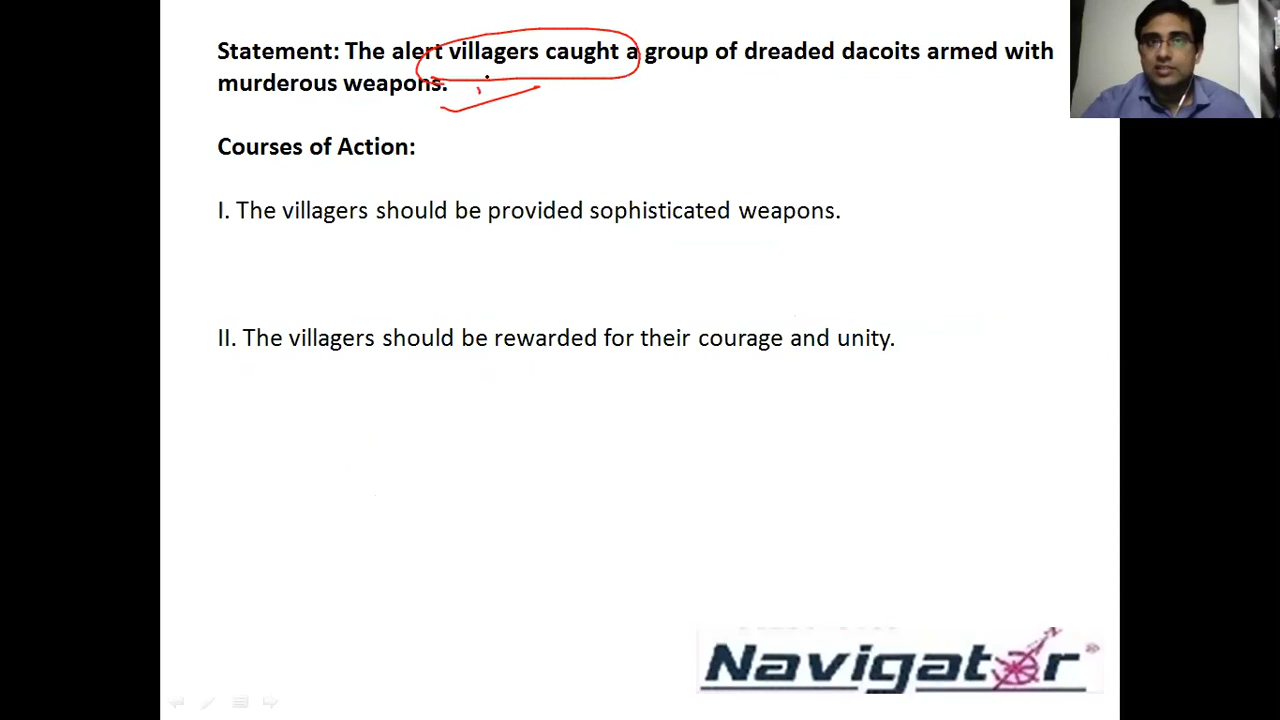 Statement: The alert villagers caught a group of dreaded dacoits armed with
murderous weapons.
Courses of Action:
I. The villagers should be provided sophisticated weapons.
II. The villagers should be rewarded for their courage and unity.
Navigator®